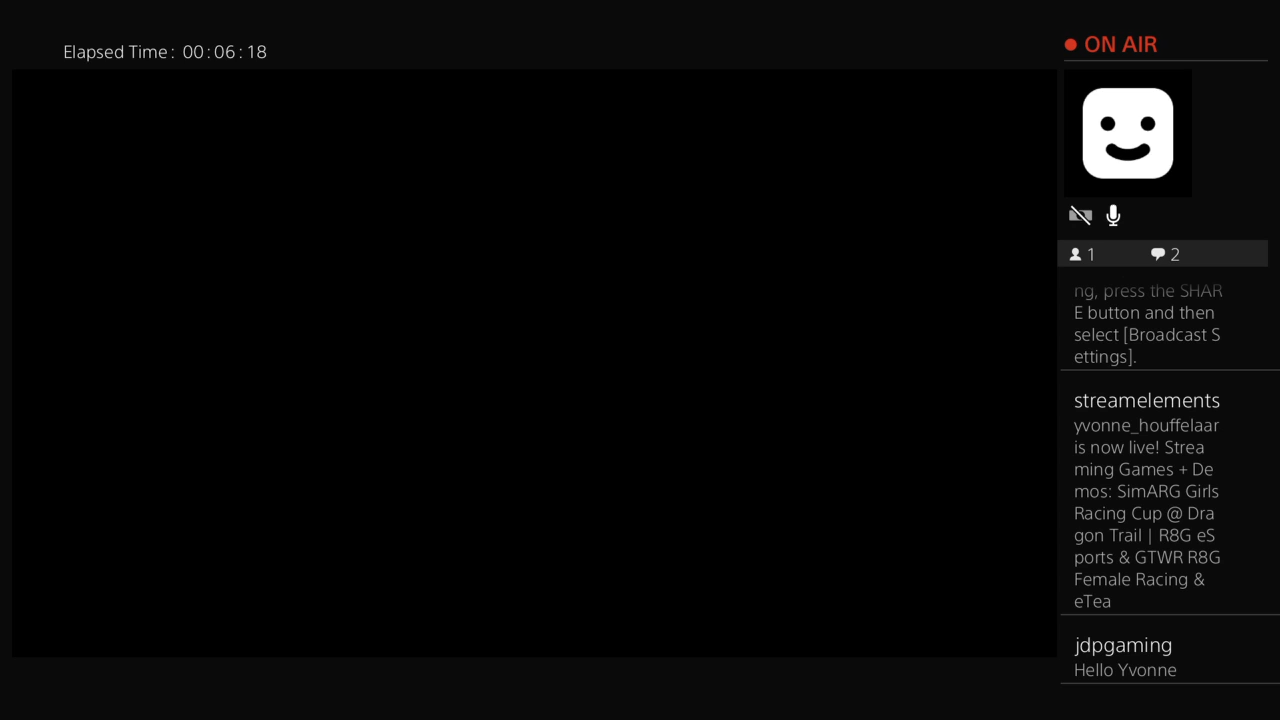 Elapsed Time: 00:06:18
ON AIR
1
2
ng, press the SHAR
E button and then
select [Broadcast S
ettings].
streamelements
yvonne_houffelaar
is now live! Strea
ming Games + De
mos: SimARG Girls
Racing Cup @ Dra
gon Trail | R8G eS
ports & GTWR R8G
Female Racing &
eTea
jdpgaming
Hello Yvonne